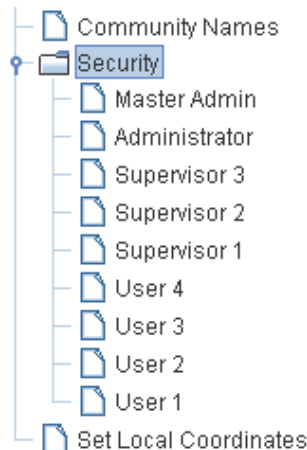 Community Names
Security
Master Admin
Administrator
Supervisor 3
Supervisor 2
Supervisor 1
User 4
User 3
User 2
User 1
Set Local Coordinates